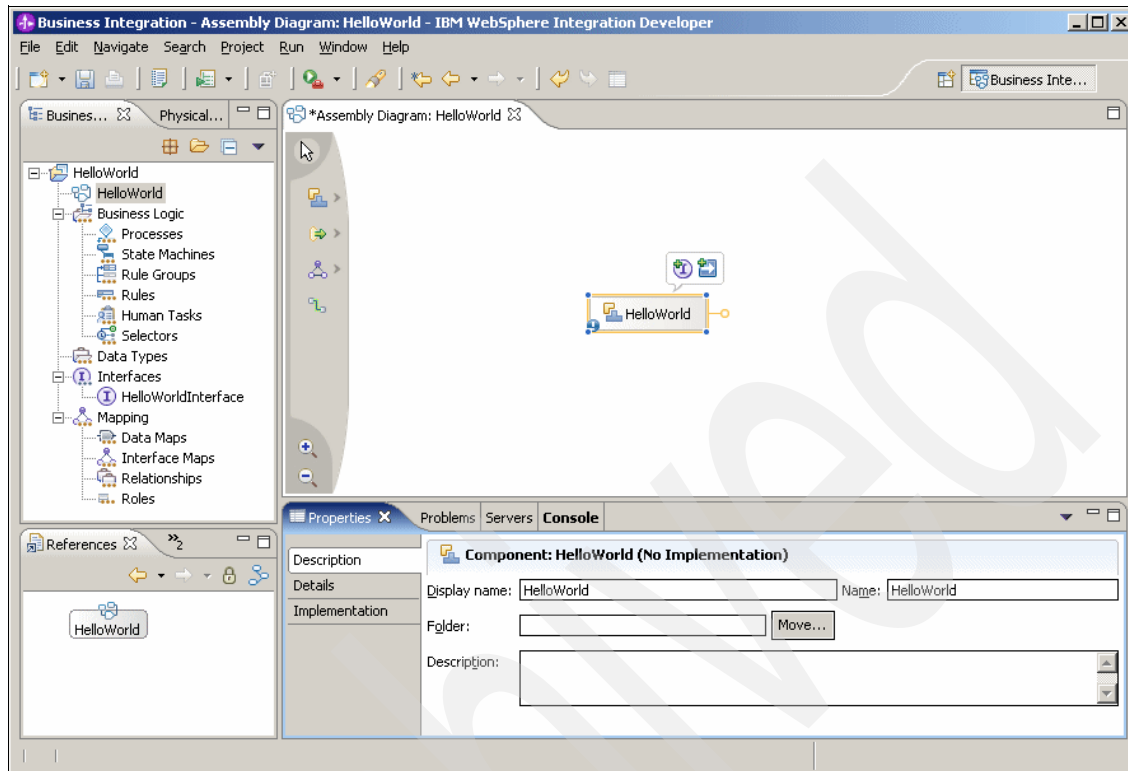 Business Integration - Assembly Diagram: HelloWorld - IBM WebSphere Integration Developer
File Edit Navigate Search Project Run Window Help
Business Inte...
Busines... Physical...
HelloWorld
HelloWorld
Business Logic
Processes
State Machines
Rule Groups
Rules
Human Tasks
Selectors
Data Types
Interfaces
HelloWorldInterface
Mapping
Data Maps
Interface Maps
Relationships
Roles
*Assembly Diagram: HelloWorld
HelloWorld
References 2
HelloWorld
Properties Problems Servers Console
Description
Details
Implementation
Component: HelloWorld (No Implementation)
Display name: HelloWorld Name: HelloWorld
Folder: Move...
Description: